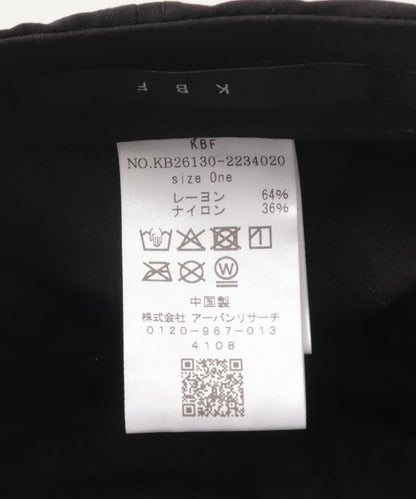 K B F
KBF
NO.KB26130-2234020
size One
レーヨン 64%
ナイロン 36%
W
中国製
株式会社 アーバンリサーチ
0120-967-013
4108